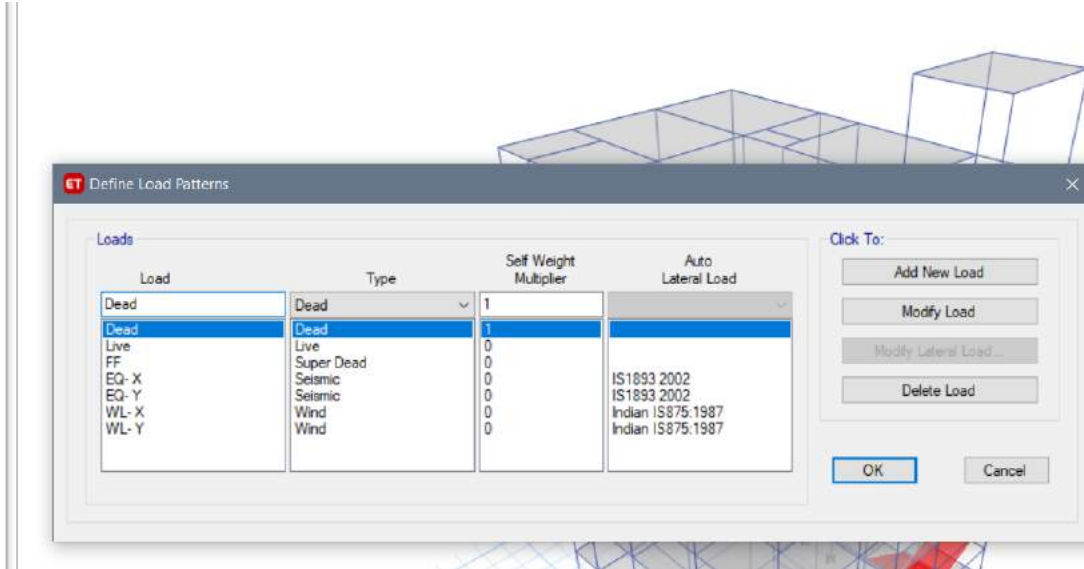 ET Define Load Patterns
Loads
Click To:
Load Type Self Weight Multiplier Auto Lateral Load
Dead Dead 1
Dead Dead 1
Live Live 0
FF Super Dead 0
EQ- X Seismic 0 IS1893 2002
EQ- Y Seismic 0 IS1893 2002
WL- X Wind 0 Indian IS875:1987
WL- Y Wind 0 Indian IS875:1987
Add New Load
Modify Load
Modify Lateral Load...
Delete Load
OK Cancel